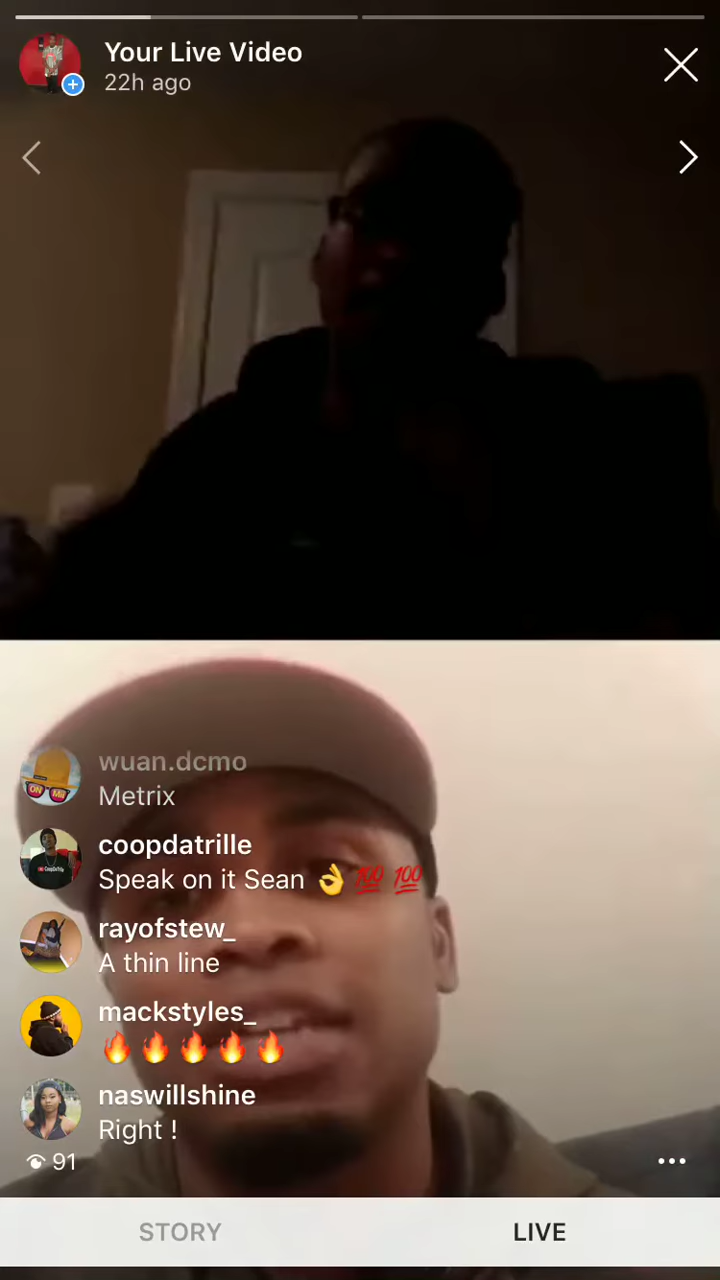 Your Live Video
22h ago
wuan.dcmo
Metrix
coopdatrille
Speak on it Sean 👌💯💯
rayofstew_
A thin line
mackstyles_
🔥🔥🔥🔥🔥
naswillshine
Right !
91
STORY
LIVE